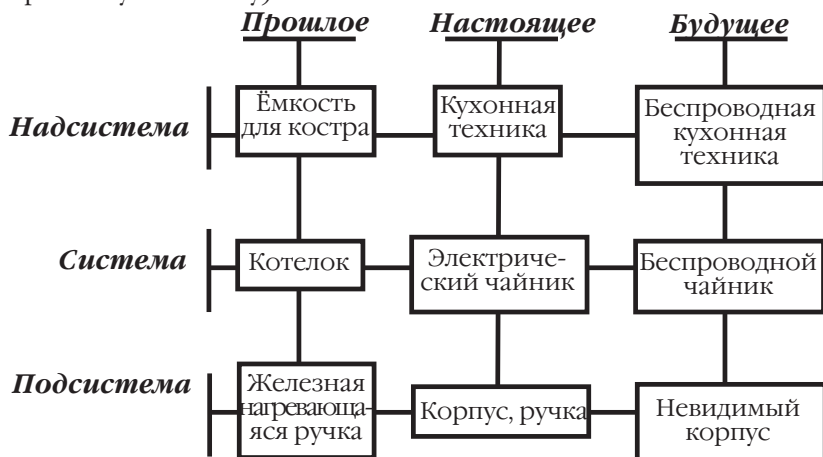 Прошлое Настоящее Будущее
Надсистема
Ёмкость
для костра
Кухонная
техника
Беспроводная
кухонная
техника
Система
Котелок
Электриче-
ский чайник
Беспроводной
чайник
Подсистема
Железная
нагревающа-
яся ручка
Корпус, ручка
Невидимый
корпус